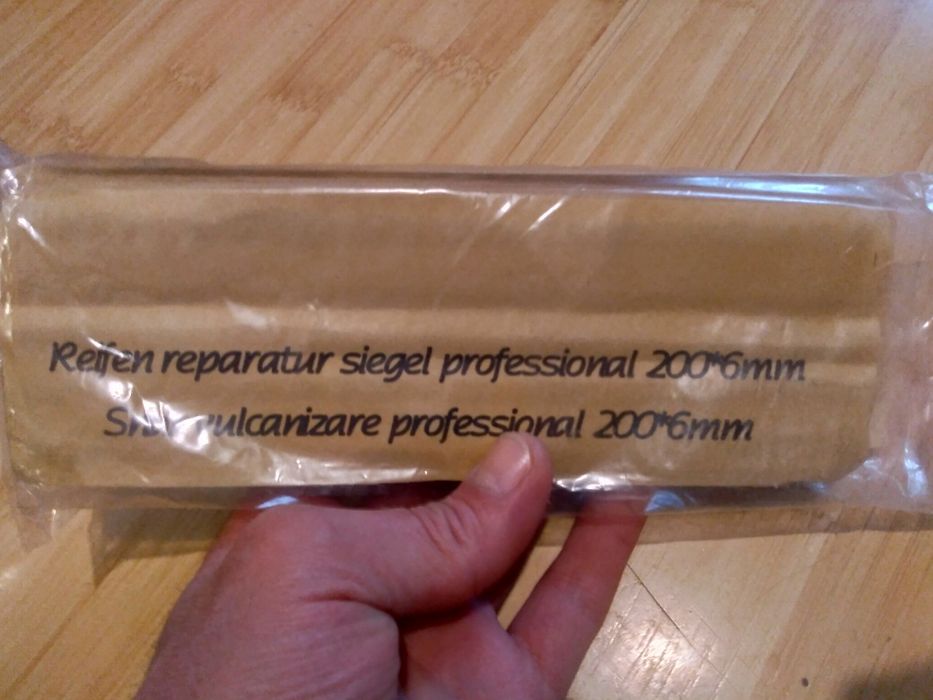 Reifen reparatur siegel professional 200*6mm
vulcanizare professional 200*6mm